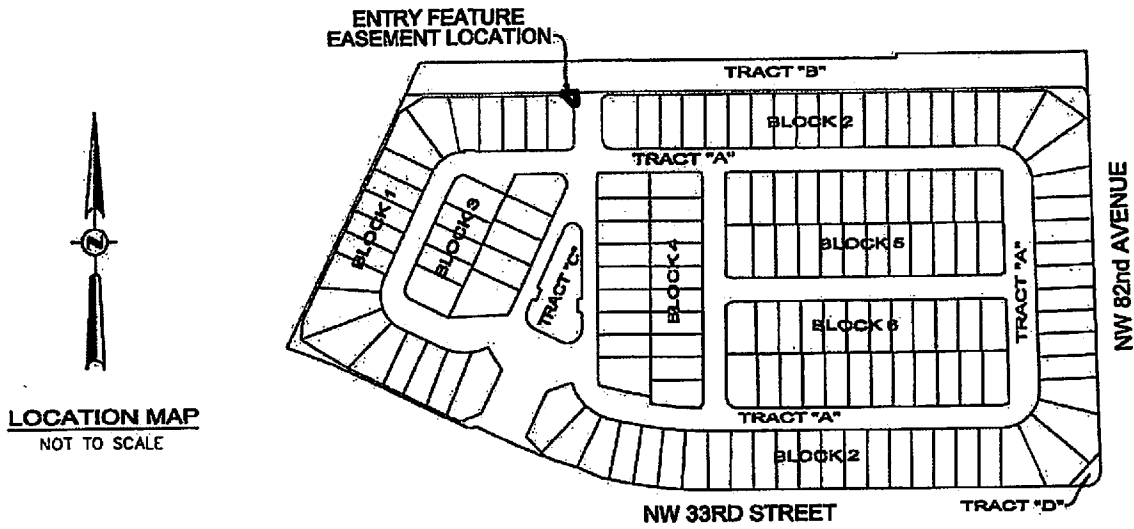 ENTRY FEATURE
EASEMENT LOCATION
TRACT "B"
BLOCK 2
TRACT "A"
BLOCK 1
BLOCK 3
TRACT "C"
BLOCK 4
BLOCK 5
TRACT "A"
NW 82nd AVENUE
BLOCK 6
N
LOCATION MAP
NOT TO SCALE
TRACT "A"
BLOCK 2
TRACT "D"
NW 33RD STREET